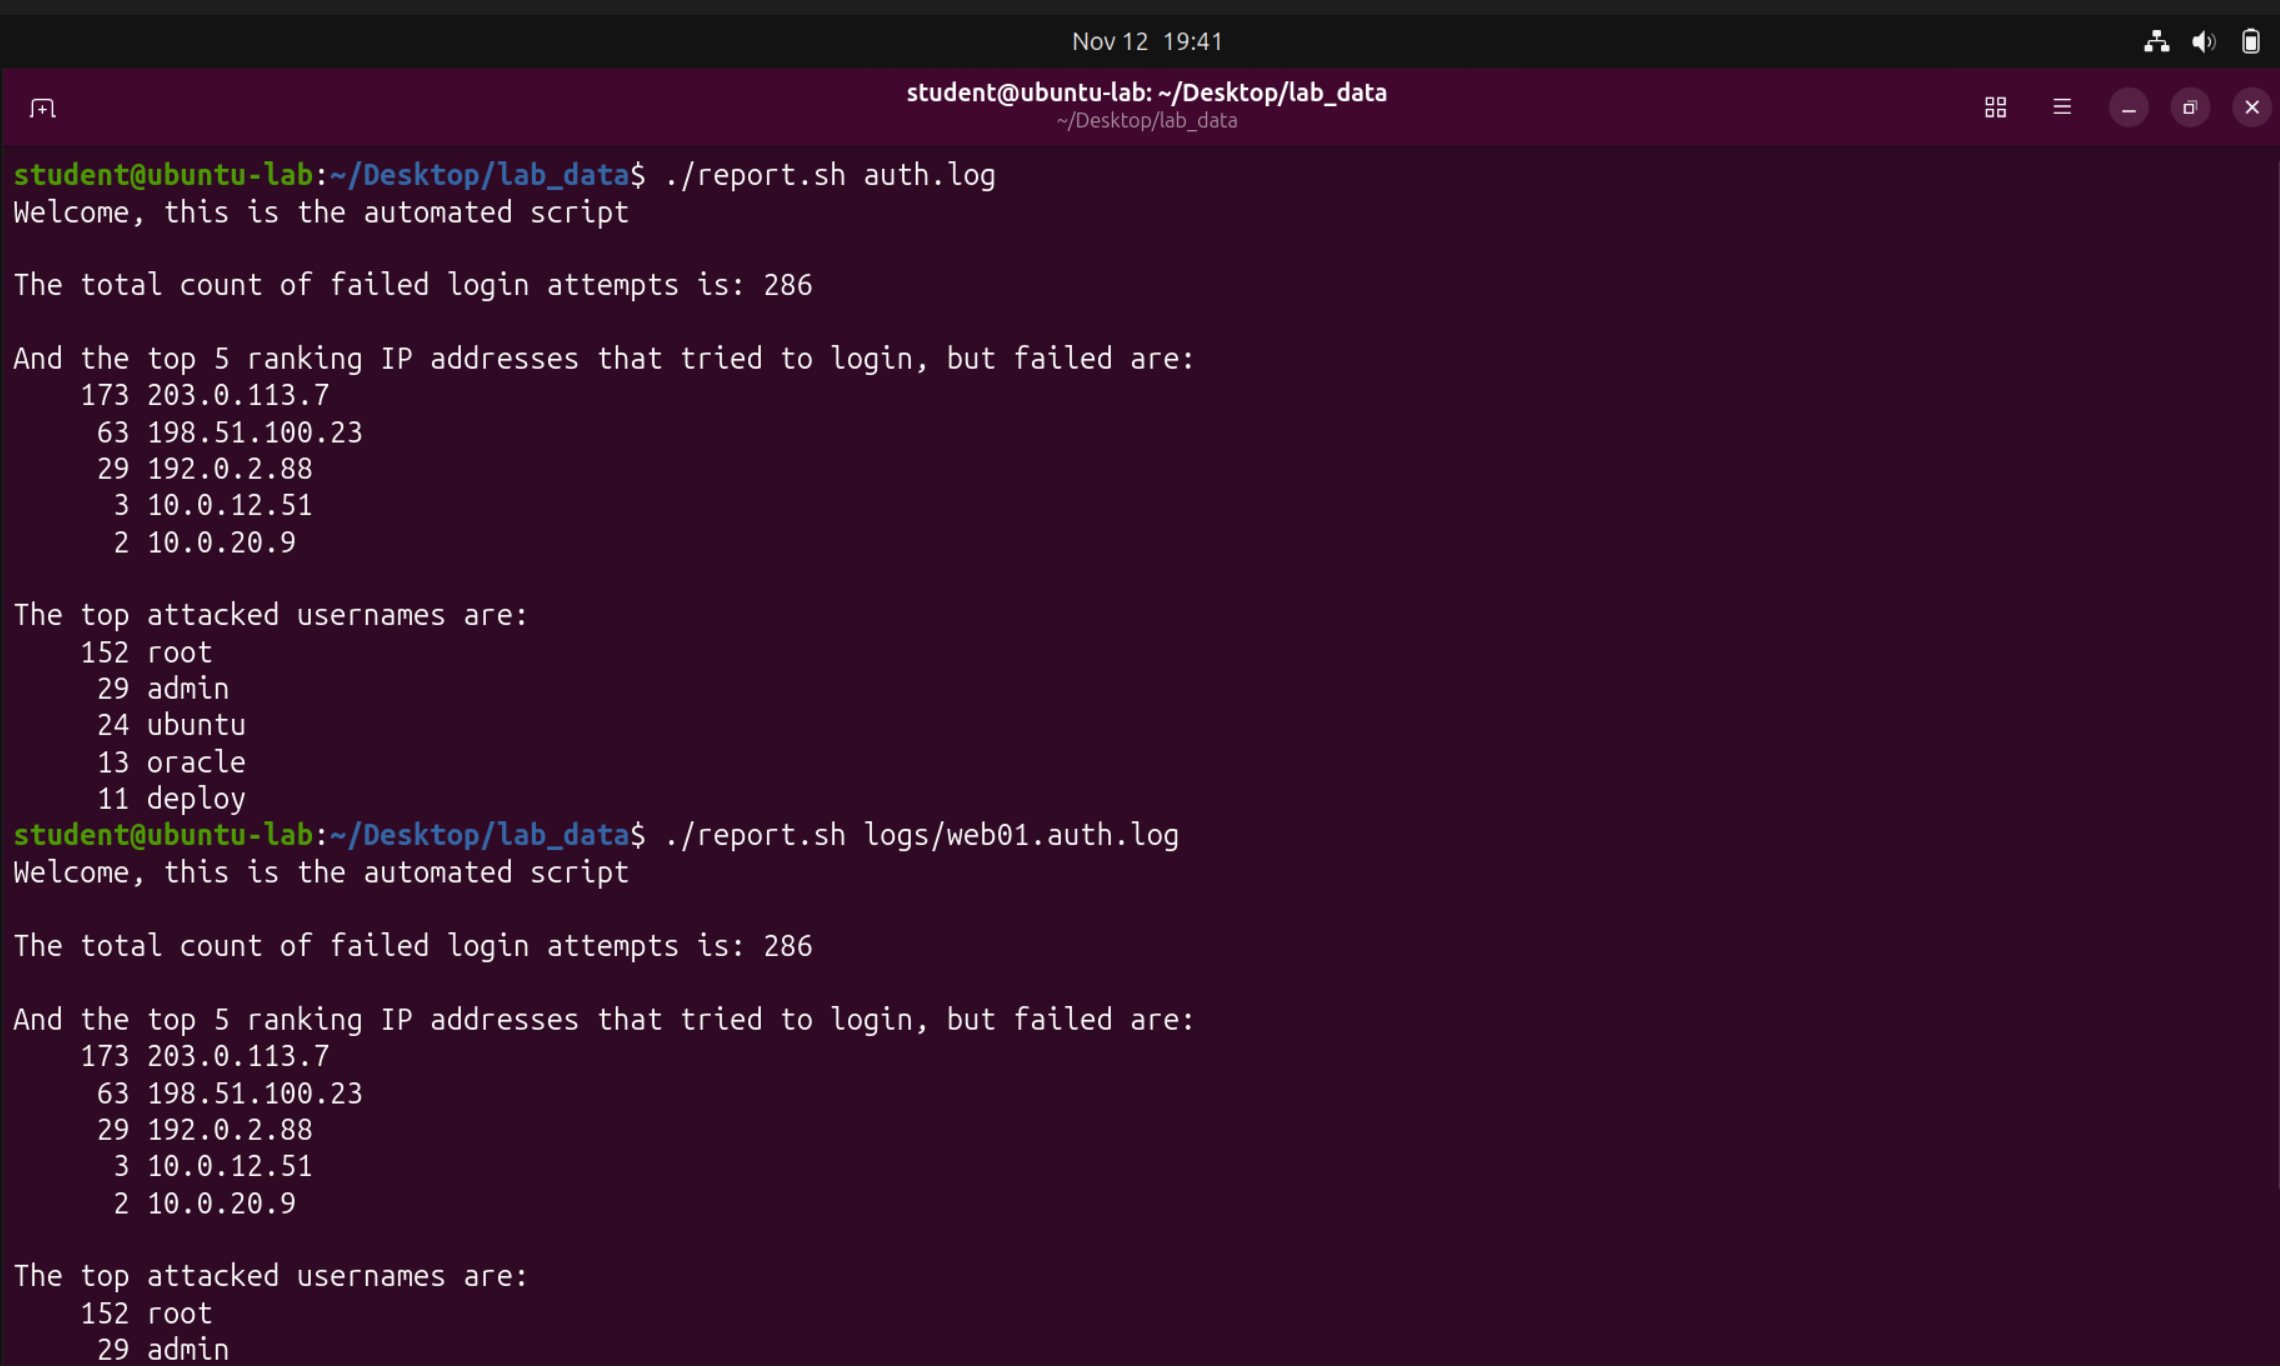 Nov 12 19:41
student@ubuntu-lab: ~/Desktop/lab_data
~/Desktop/lab_data
student@ubuntu-lab:~/Desktop/lab_data$ ./report.sh auth.log
Welcome, this is the automated script
The total count of failed login attempts is: 286
And the top 5 ranking IP addresses that tried to login, but failed are:
173 203.0.113.7
63 198.51.100.23
29 192.0.2.88
3 10.0.12.51
2 10.0.20.9
The top attacked usernames are:
152 root
29 admin
24 ubuntu
13 oracle
11 deploy
student@ubuntu-lab:~/Desktop/lab_data$ ./report.sh logs/web01.auth.log
Welcome, this is the automated script
The total count of failed login attempts is: 286
And the top 5 ranking IP addresses that tried to login, but failed are:
173 203.0.113.7
63 198.51.100.23
29 192.0.2.88
3 10.0.12.51
2 10.0.20.9
The top attacked usernames are:
152 root
29 admin